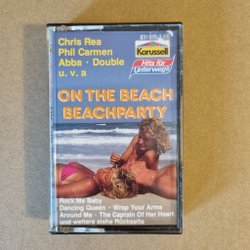 Chris Rea
Phil Carmen
Abba · Double
u. v. a
Karussell
Hits für
Unterwegs
ON THE BEACH
BEACHPARTY
Rock Me Baby
Dancing Queen · Wrap Your Arms
Around Me · The Captain Of Her Heart
und weitere siehe Rückseite